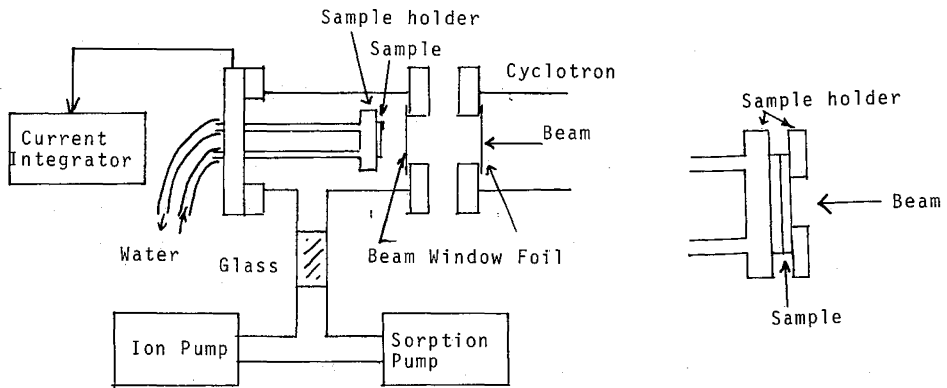 Sample holder
Sample
Cyclotron
Current
Integrator
Beam
Water
Glass
Beam Window Foil
Ion Pump
Sorption
Pump
Sample holder
Beam
Sample